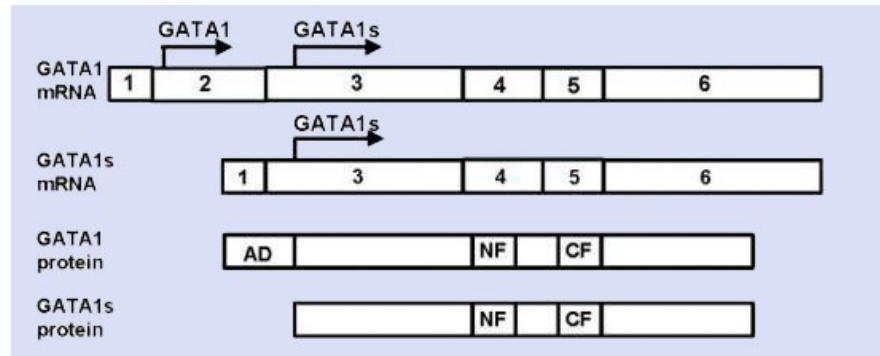 GATA1 GATA1s
GATA1
mRNA 1 2 3 4 5 6
GATA1s
GATA1s
mRNA 1 3 4 5 6
GATA1
protein AD NF CF
GATA1s
protein NF CF